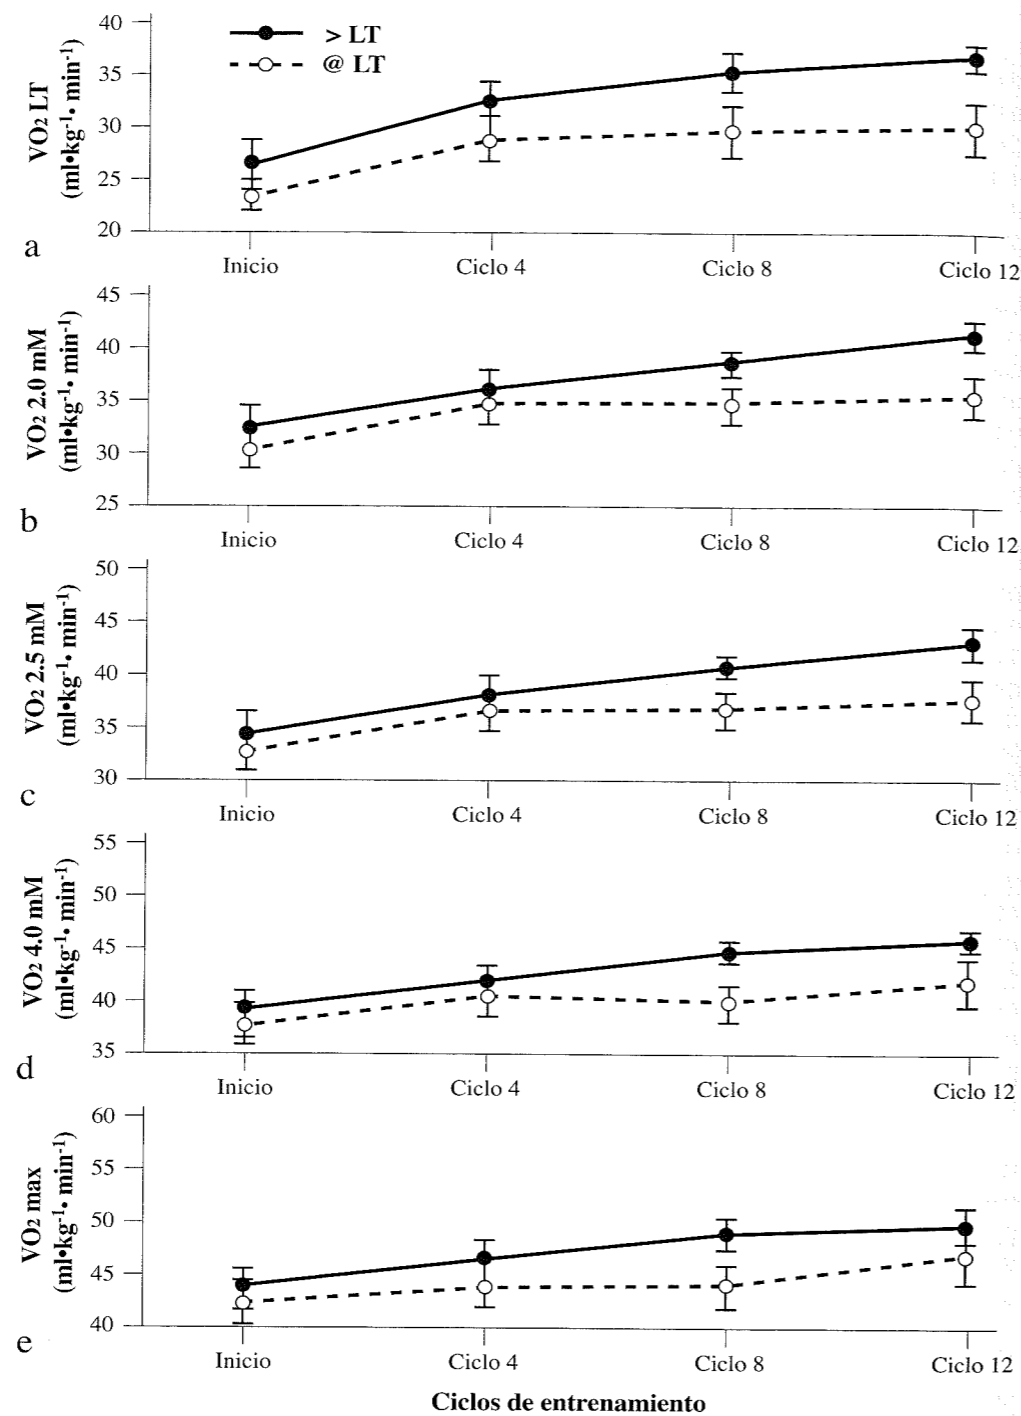 40
> LT
@ LT
35
30
25
20
VO2 LT
(ml•kg-1• min-1)
a
Inicio Ciclo 4 Ciclo 8 Ciclo 12
45
40
35
30
25
VO2 2.0 mM
(ml•kg-1• min-1)
b
Inicio Ciclo 4 Ciclo 8 Ciclo 12
50
45
40
35
30
VO2 2.5 mM
(ml•kg-1• min-1)
c
Inicio Ciclo 4 Ciclo 8 Ciclo 12
55
50
45
40
35
VO2 4.0 mM
(ml•kg-1• min-1)
d
Inicio Ciclo 4 Ciclo 8 Ciclo 12
60
55
50
45
40
VO2 max
(ml•kg-1• min-1)
e
Inicio Ciclo 4 Ciclo 8 Ciclo 12
Ciclos de entrenamiento